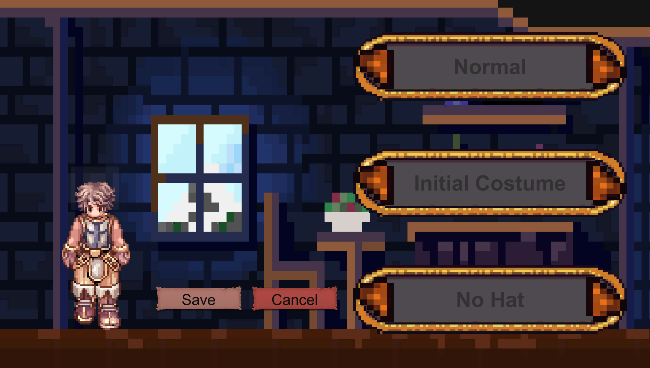 Normal
Initial Costume
No Hat
Save
Cancel